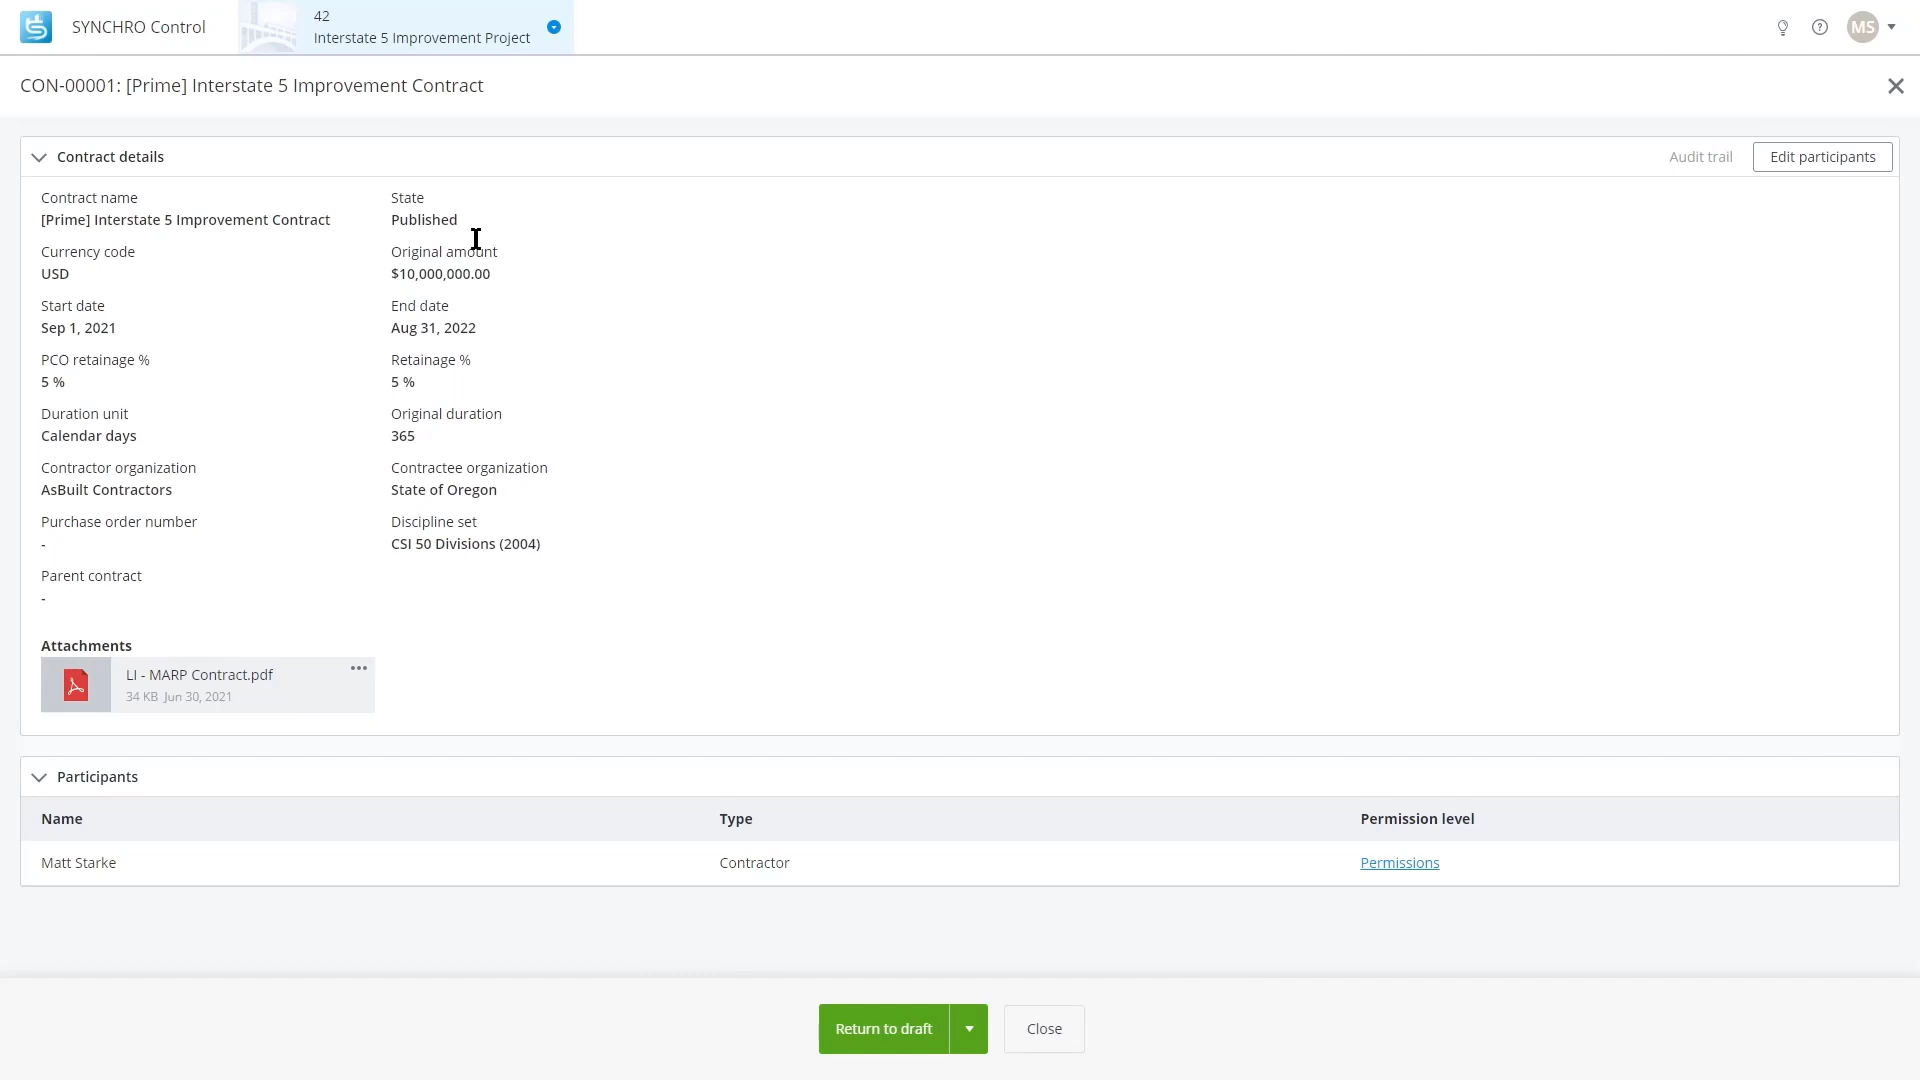 SYNCHRO Control
42
Interstate 5 Improvement Project
MS
CON-00001: [Prime] Interstate 5 Improvement Contract
Contract details
Audit trail
Edit participants
Contract name
[Prime] Interstate 5 Improvement Contract
State
Published
Currency code
USD
Original amount
$10,000,000.00
Start date
Sep 1, 2021
End date
Aug 31, 2022
PCO retainage %
5 %
Retainage %
5 %
Duration unit
Calendar days
Original duration
365
Contractor organization
AsBuilt Contractors
Contractee organization
State of Oregon
Purchase order number
-
Discipline set
CSI 50 Divisions (2004)
Parent contract
-
Attachments
LI - MARP Contract.pdf
34 KB Jun 30, 2021
Participants
Name Type Permission level
Matt Starke Contractor Permissions
Return to draft
Close